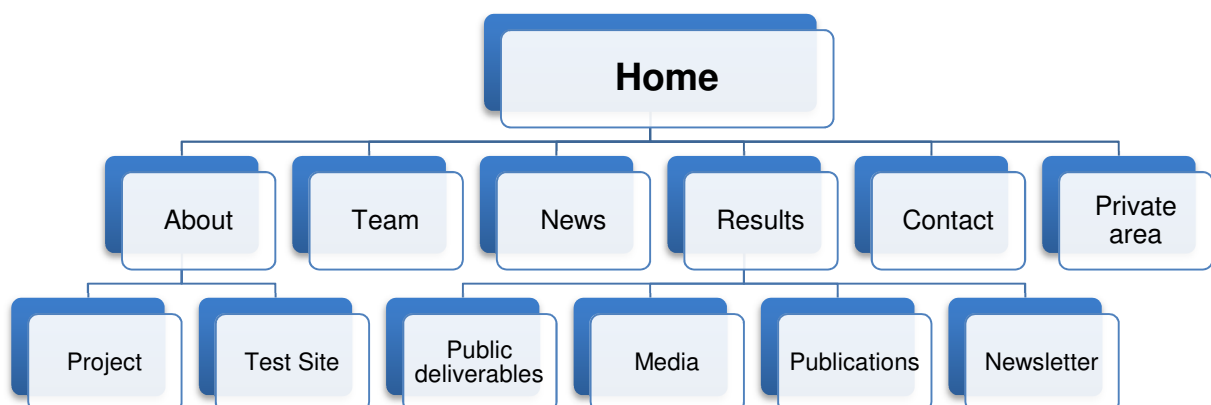 Home
About
Team
News
Results
Contact
Private
area
Project
Test Site
Public
deliverables
Media
Publications
Newsletter